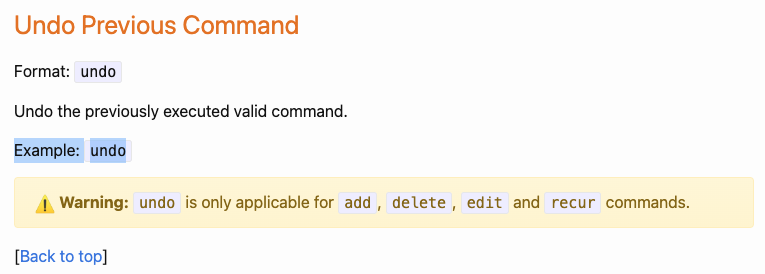 Undo Previous Command
Format: undo
Undo the previously executed valid command.
Example: undo
⚠️ Warning: undo is only applicable for add, delete, edit and recur commands.
[Back to top]